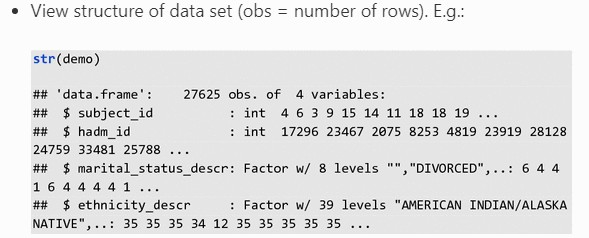 • View structure of data set (obs = number of rows). E.g.:
str(demo)
## 'data.frame':    27625 obs. of  4 variables:
##  $ subject_id          : int  4 6 3 9 15 14 11 18 18 19 ...
##  $ hadm_id             : int  17296 23467 2075 8253 4819 23919 28128
24759 33481 25788 ...
##  $ marital_status_descr: Factor w/ 8 levels "","DIVORCED",..: 6 4 4
1 6 4 4 4 4 1 ...
##  $ ethnicity_descr     : Factor w/ 39 levels "AMERICAN INDIAN/ALASKA
NATIVE",..: 35 35 35 34 12 35 35 35 35 35 ...